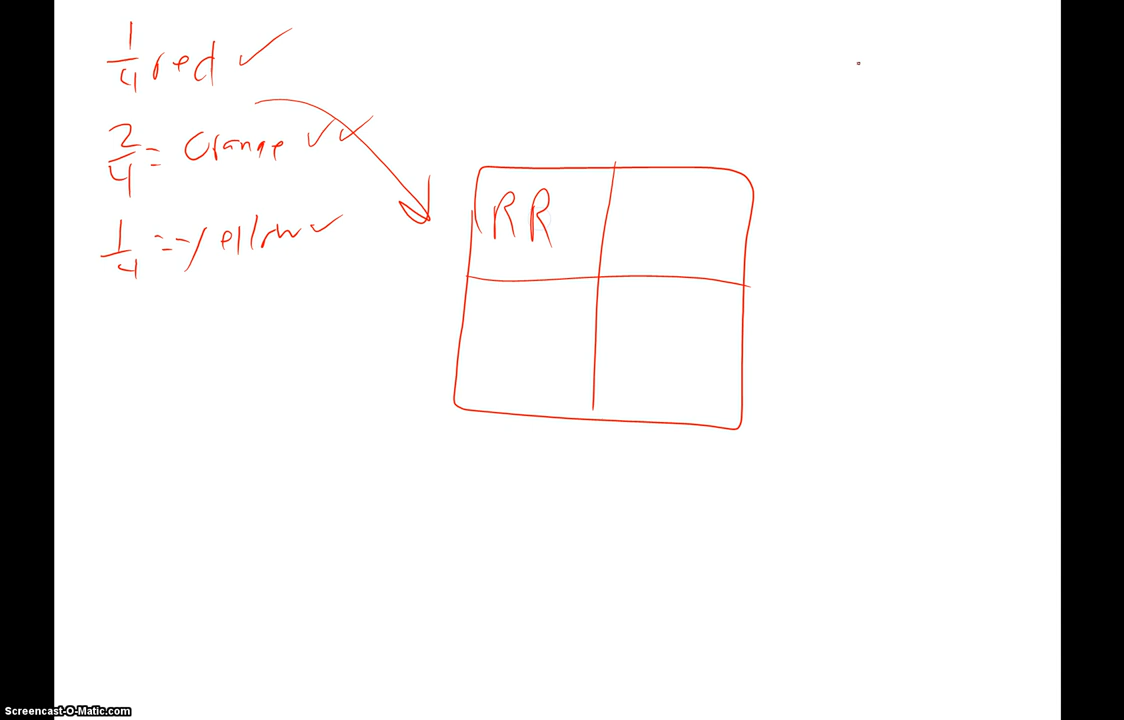 1/4 red ✓
2/4 = Orange ✓✓
1/4 = yellow ✓
RR
Screencast-O-Matic.com